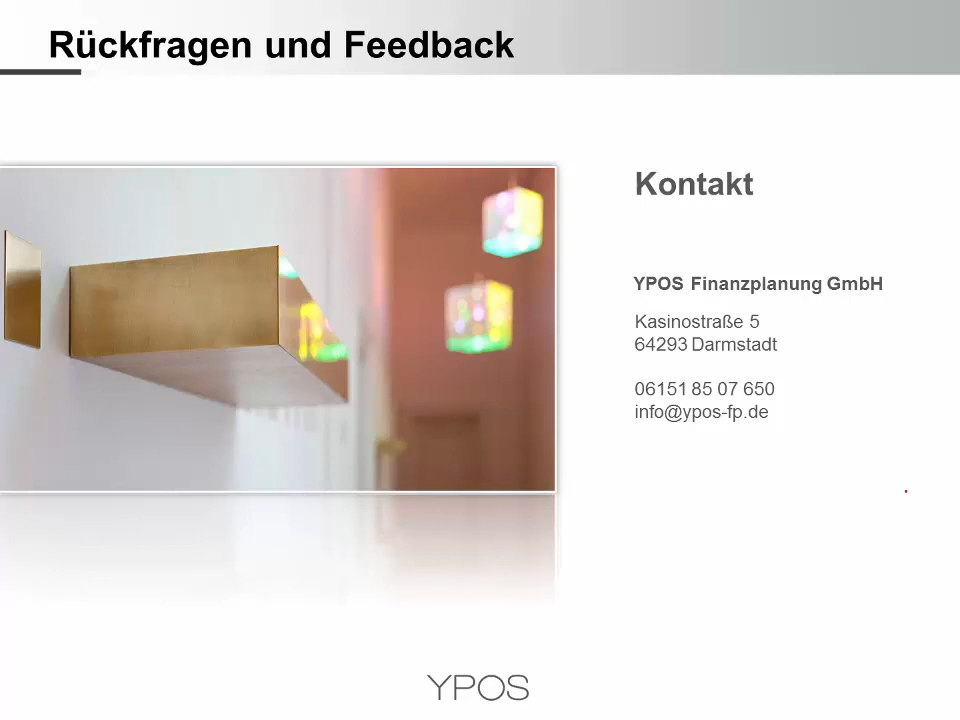 Rückfragen und Feedback
Kontakt
YPOS Finanzplanung GmbH
Kasinostraße 5
64293 Darmstadt
06151 85 07 650
info@ypos-fp.de
YPOS